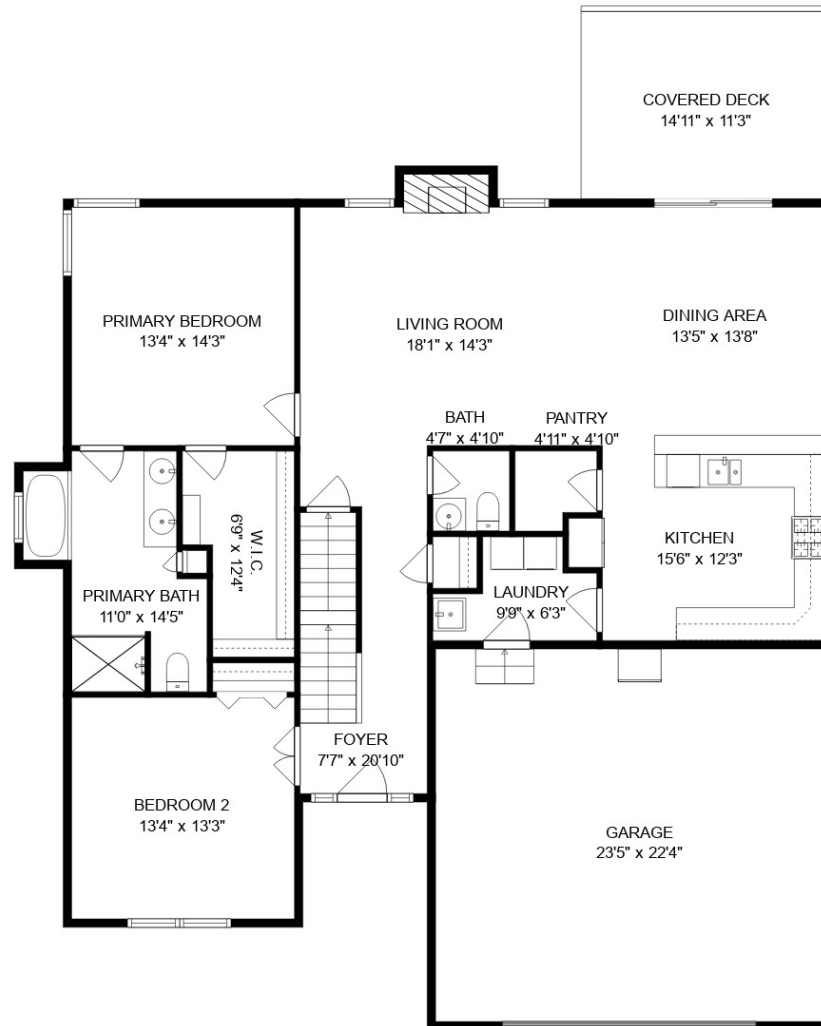 COVERED DECK
14'11" x 11'3"
PRIMARY BEDROOM
13'4" x 14'3"
LIVING ROOM
18'1" x 14'3"
DINING AREA
13'5" x 13'8"
BATH
4'7" x 4'10"
PANTRY
4'11" x 4'10"
W.I.C.
6'9" x 12'4"
KITCHEN
15'6" x 12'3"
PRIMARY BATH
11'0" x 14'5"
LAUNDRY
9'9" x 6'3"
FOYER
7'7" x 20'10"
BEDROOM 2
13'4" x 13'3"
GARAGE
23'5" x 22'4"